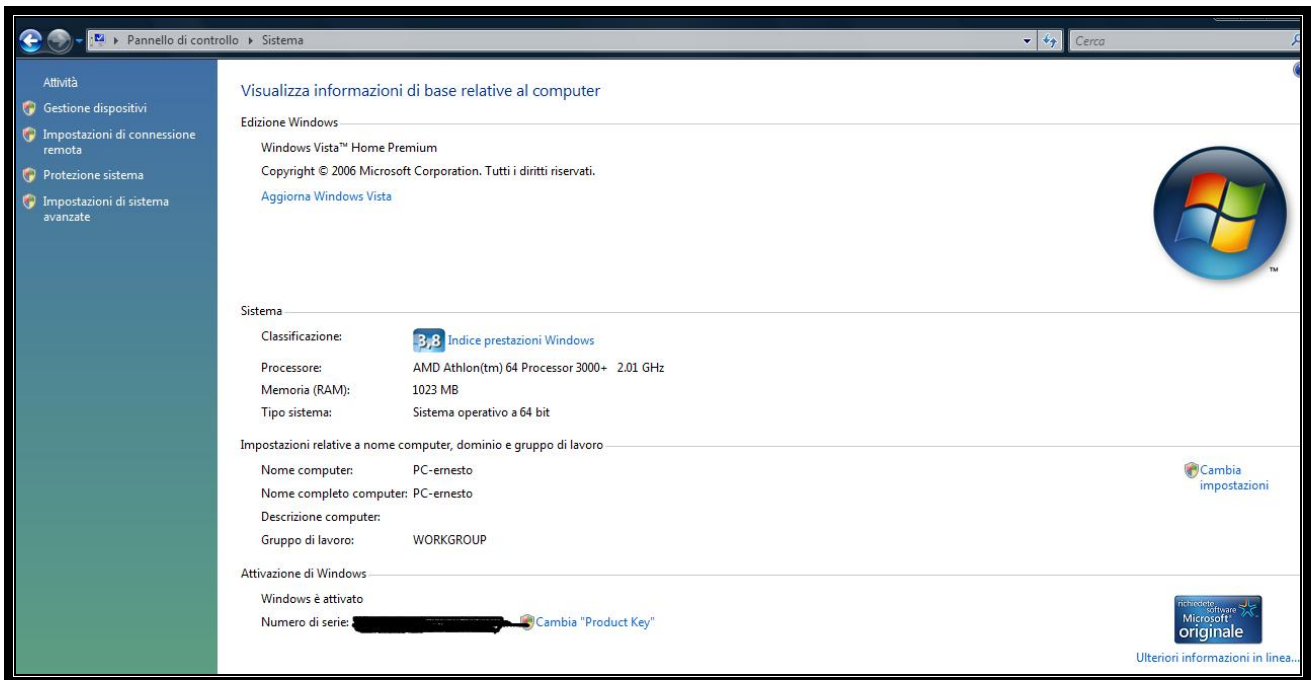 Pannello di controllo Sistema
Cerca
Attività
Gestione dispositivi
Impostazioni di connessione
remota
Protezione sistema
Impostazioni di sistema
avanzate
Visualizza informazioni di base relative al computer
Edizione Windows
Windows Vista™ Home Premium
Copyright © 2006 Microsoft Corporation. Tutti i diritti riservati.
Aggiorna Windows Vista
TM
Sistema
Classificazione: 3,8 Indice prestazioni Windows
Processore: AMD Athlon(tm) 64 Processor 3000+ 2.01 GHz
Memoria (RAM): 1023 MB
Tipo sistema: Sistema operativo a 64 bit
Impostazioni relative a nome computer, dominio e gruppo di lavoro
Nome computer: PC-ernesto
Nome completo computer: PC-ernesto
Descrizione computer:
Gruppo di lavoro: WORKGROUP
Cambia
impostazioni
Attivazione di Windows
Windows è attivato
Numero di serie: Cambia "Product Key"
richiedete
software
Microsoft®
originale
Ulteriori informazioni in linea...